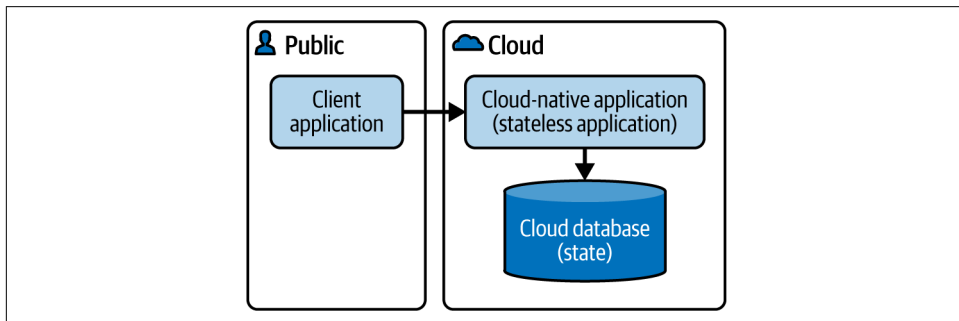 Public
Client
application
Cloud
Cloud-native application
(stateless application)
Cloud database
(state)